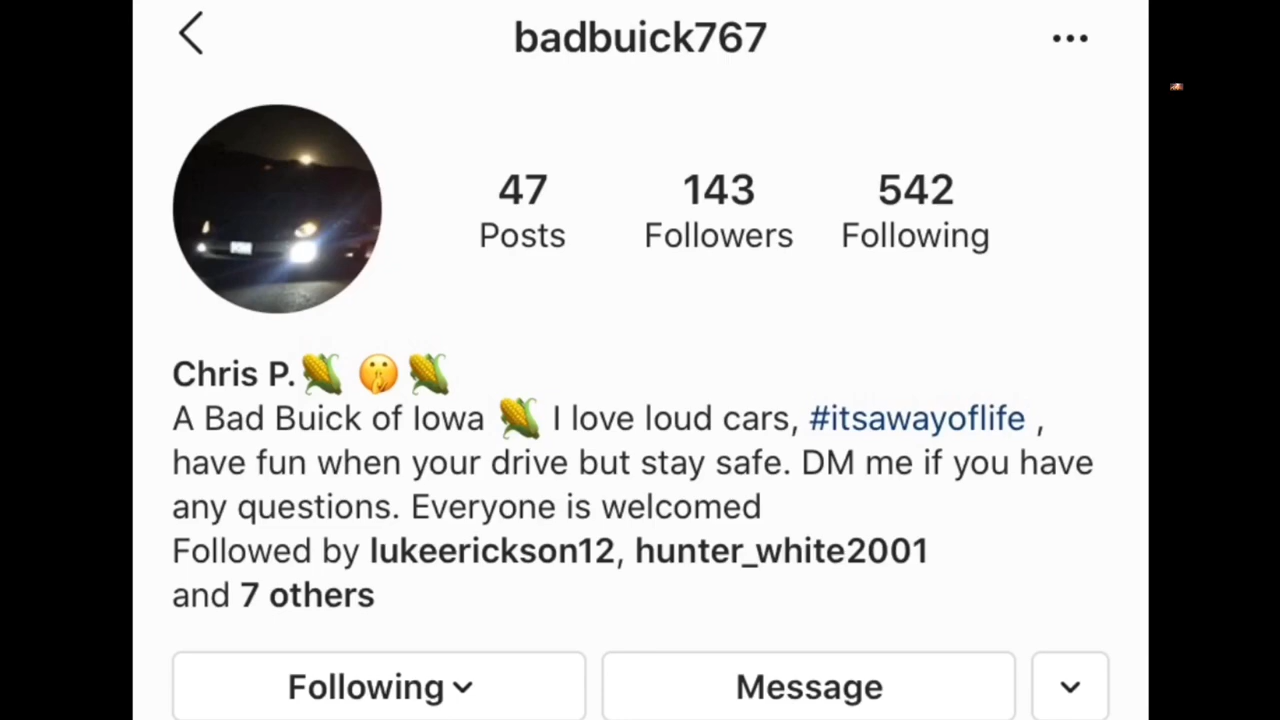 badbuick767
47 143 542
Posts Followers Following
Chris P.🌽 🤫 🌽
A Bad Buick of Iowa 🌽 I love loud cars, #itsawayoflife ,
have fun when your drive but stay safe. DM me if you have
any questions. Everyone is welcomed
Followed by lukeerickson12, hunter_white2001
and 7 others
Following Message